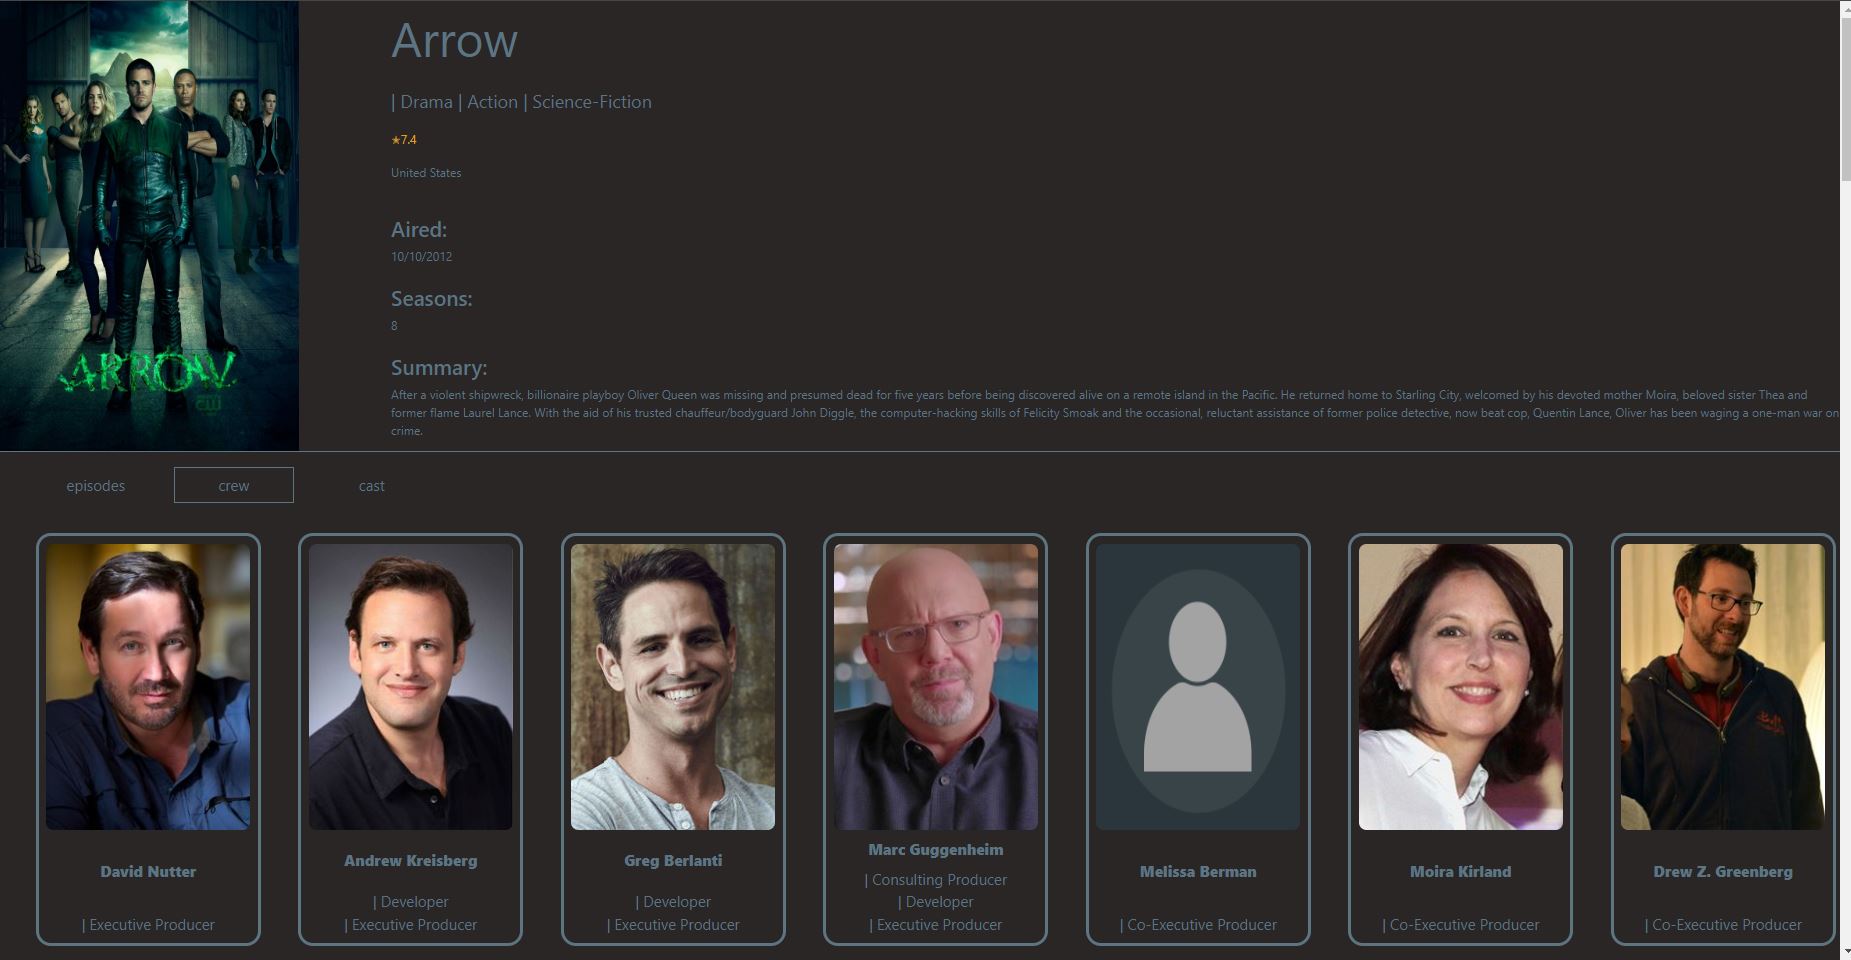 Arrow
| Drama | Action | Science-Fiction
★7.4
United States
Aired:
10/10/2012
Seasons:
8
Summary:
After a violent shipwreck, billionaire playboy Oliver Queen was missing and presumed dead for five years before being discovered alive on a remote island in the Pacific. He returned home to Starling City, welcomed by his devoted mother Moira, beloved sister Thea and
former flame Laurel Lance. With the aid of his trusted chauffeur/bodyguard John Diggle, the computer-hacking skills of Felicity Smoak and the occasional, reluctant assistance of former police detective, now beat cop, Quentin Lance, Oliver has been waging a one-man war on
crime.
ARROW
CW
episodes
crew
cast
David Nutter
| Executive Producer
Andrew Kreisberg
| Developer
| Executive Producer
Greg Berlanti
| Developer
| Executive Producer
Marc Guggenheim
| Consulting Producer
| Developer
| Executive Producer
Melissa Berman
| Co-Executive Producer
Moira Kirland
| Co-Executive Producer
Drew Z. Greenberg
| Co-Executive Producer